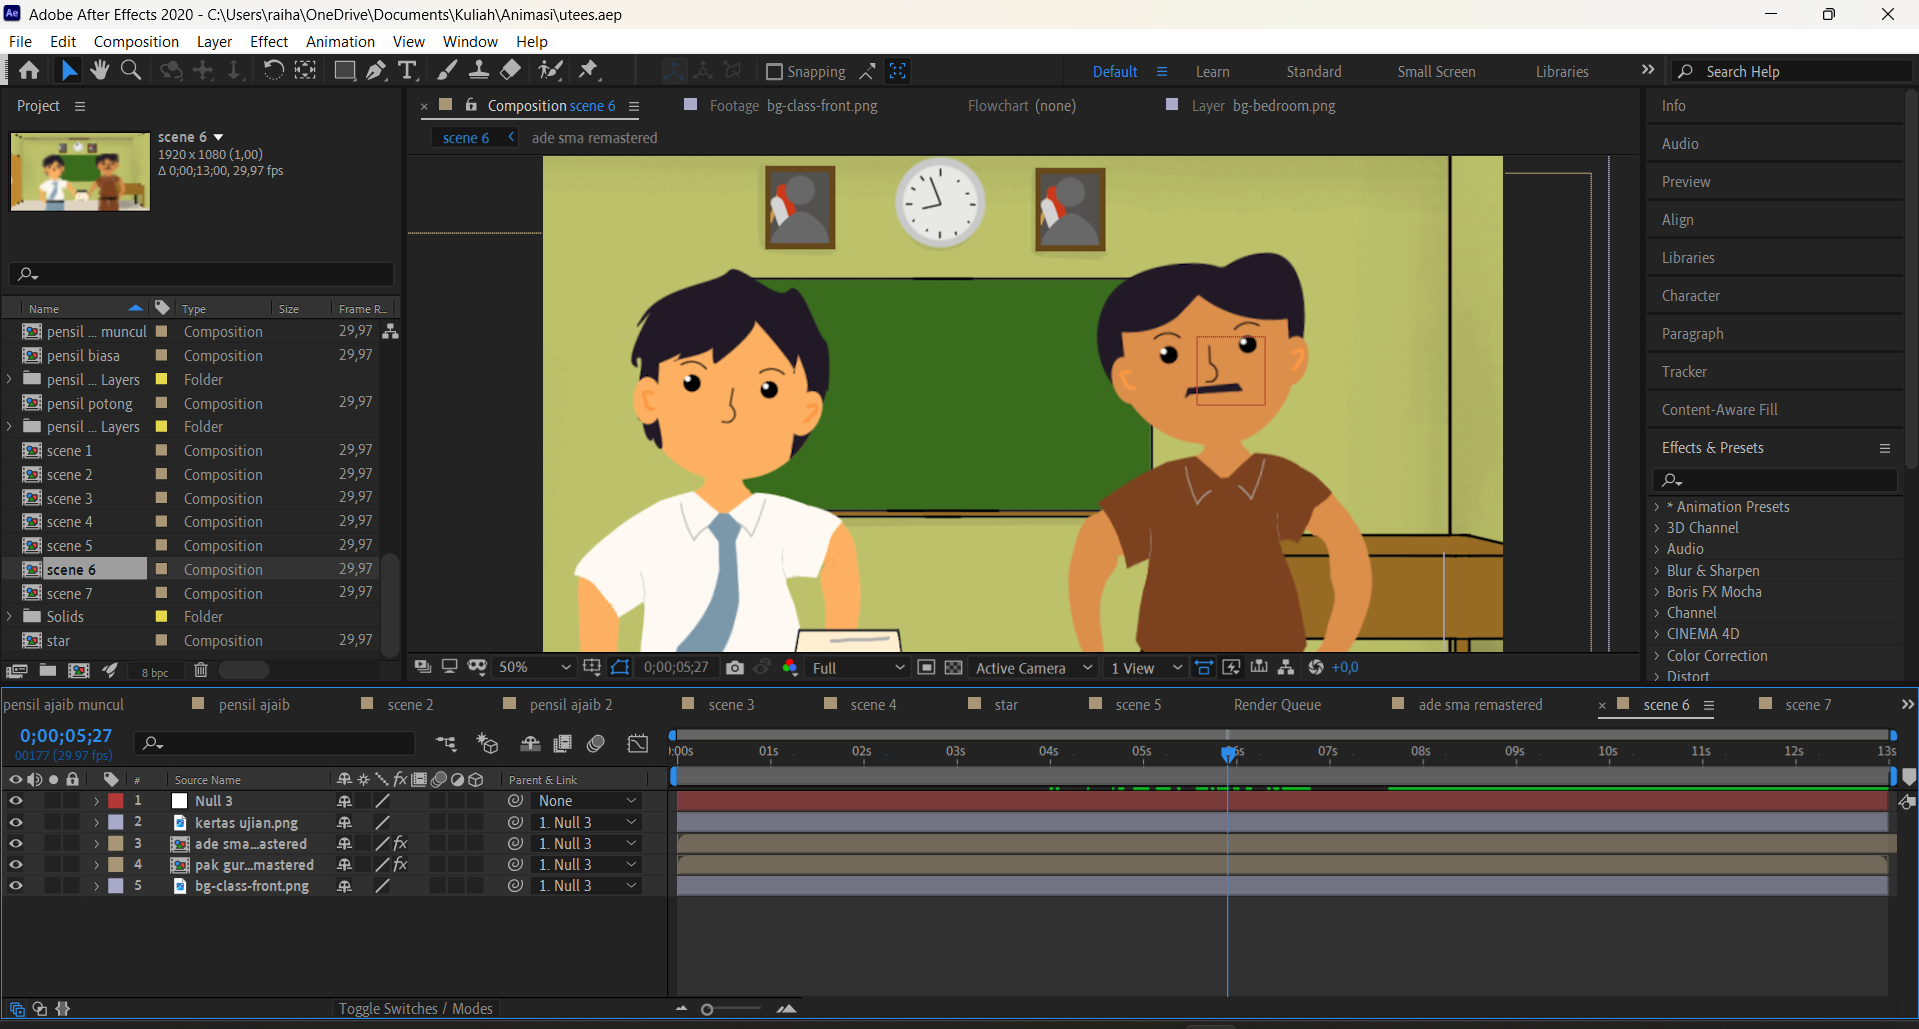 Adobe After Effects 2020 - C:\Users\raiha\OneDrive\Documents\Kuliah\Animasi\utees.aep
File Edit Composition Layer Effect Animation View Window Help
Snapping Default Learn Standard Small Screen Libraries Search Help
Project
scene 6
1920 x 1080 (1,00)
Δ 0;00;13;00, 29,97 fps
Name Type Size Frame R...
pensil ... muncul Composition 29,97
pensil biasa Composition 29,97
pensil ... Layers Folder
pensil potong Composition 29,97
pensil ... Layers Folder
scene 1 Composition 29,97
scene 2 Composition 29,97
scene 3 Composition 29,97
scene 4 Composition 29,97
scene 5 Composition 29,97
scene 6 Composition 29,97
scene 7 Composition 29,97
Solids Folder
star Composition 29,97
8 bpc
Composition scene 6 Footage bg-class-front.png Flowchart (none) Layer bg-bedroom.png
scene 6 ade sma remastered
50% 0;00;05;27 Full Active Camera 1 View +0,0
Info
Audio
Preview
Align
Libraries
Character
Paragraph
Tracker
Content-Aware Fill
Effects & Presets
* Animation Presets
3D Channel
Audio
Blur & Sharpen
Boris FX Mocha
Channel
CINEMA 4D
Color Correction
Distort
pensil ajaib muncul pensil ajaib scene 2 pensil ajaib 2 scene 3 scene 4 star scene 5 Render Queue ade sma remastered scene 6 scene 7
0;00;05;27
00177 (29.97 fps)
:00s 01s 02s 03s 04s 05s 06s 07s 08s 09s 10s 11s 12s 13s
# Source Name fx Parent & Link
1 Null 3 None
2 kertas ujian.png 1. Null 3
3 ade sma...astered fx 1. Null 3
4 pak gur...mastered fx 1. Null 3
5 bg-class-front.png 1. Null 3
Toggle Switches / Modes